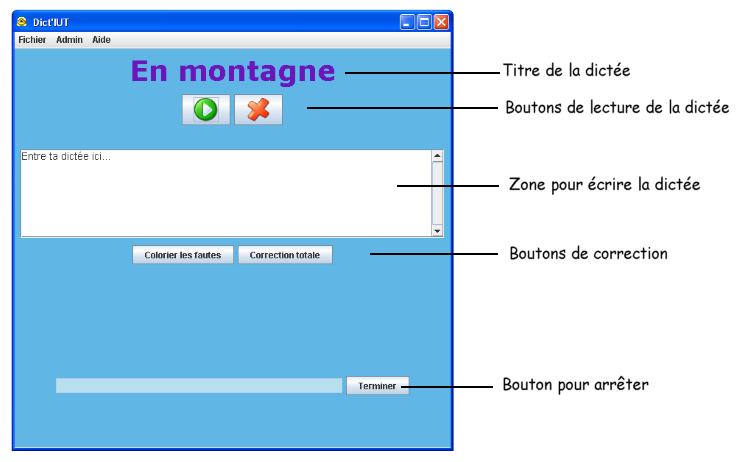 Dict'IUT
Fichier Admin Aide
En montagne
Titre de la dictée
Boutons de lecture de la dictée
Entre ta dictée ici...
Zone pour écrire la dictée
Colorier les fautes Correction totale
Boutons de correction
Terminer
Bouton pour arrêter